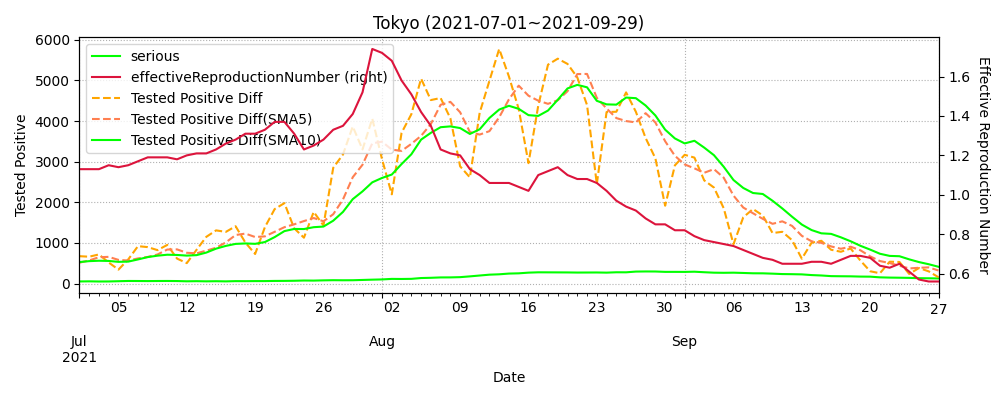 Tokyo (2021-07-01~2021-09-29)
serious
effectiveReproductionNumber (right)
Tested Positive Diff
Tested Positive Diff(SMA5)
Tested Positive Diff(SMA10)
Tested Positive
6000
5000
4000
3000
2000
1000
0
Effective Reproduction Number
1.6
1.4
1.2
1.0
0.8
0.6
05 12 19 26 02 09 16 23 30 06 13 20 27
Jul Aug Sep
2021
Date